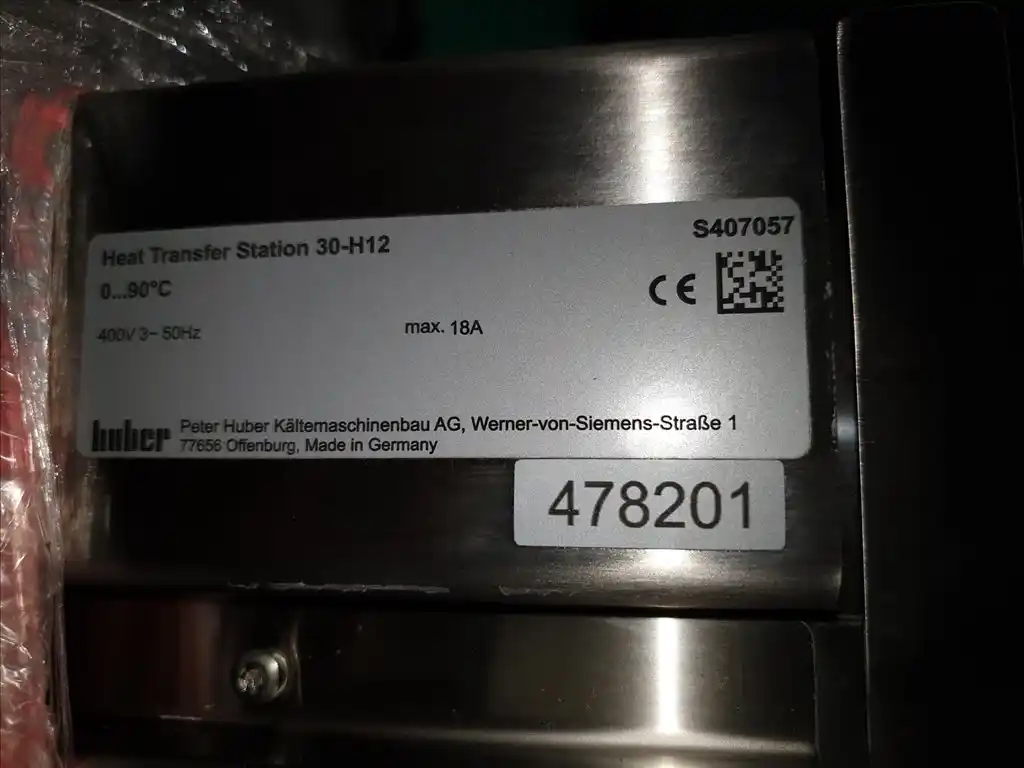 Heat Transfer Station 30-H12
S407057
0...90°C
CE
400V 3~ 50Hz
max. 18A
huber
Peter Huber Kältemaschinenbau AG, Werner-von-Siemens-Straße 1
77656 Offenburg, Made in Germany
478201